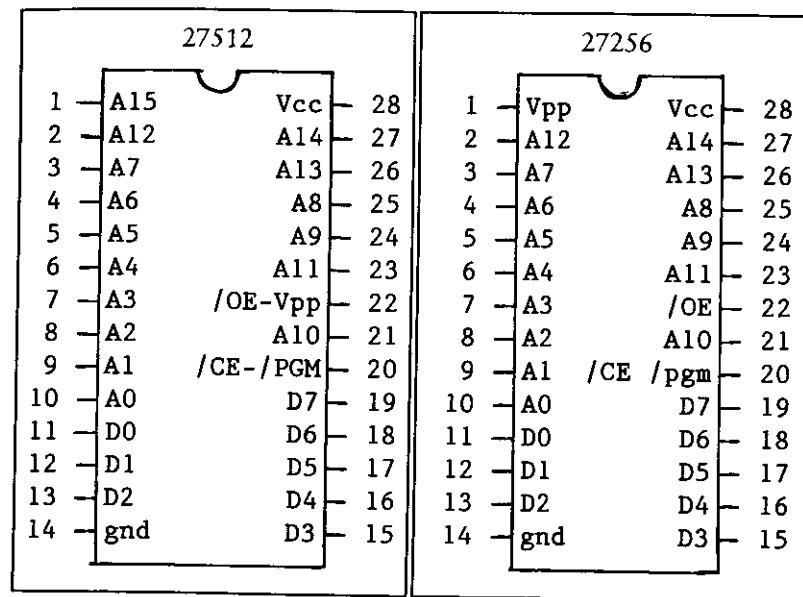 27512
1 A15 Vcc 28
2 A12 A14 27
3 A7 A13 26
4 A6 A8 25
5 A5 A9 24
6 A4 A11 23
7 A3 /OE-Vpp 22
8 A2 A10 21
9 A1 /CE-/PGM 20
10 A0 D7 19
11 D0 D6 18
12 D1 D5 17
13 D2 D4 16
14 gnd D3 15
27256
1 Vpp Vcc 28
2 A12 A14 27
3 A7 A13 26
4 A6 A8 25
5 A5 A9 24
6 A4 A11 23
7 A3 /OE 22
8 A2 A10 21
9 A1 /CE /pgm 20
10 A0 D7 19
11 D0 D6 18
12 D1 D5 17
13 D2 D4 16
14 gnd D3 15